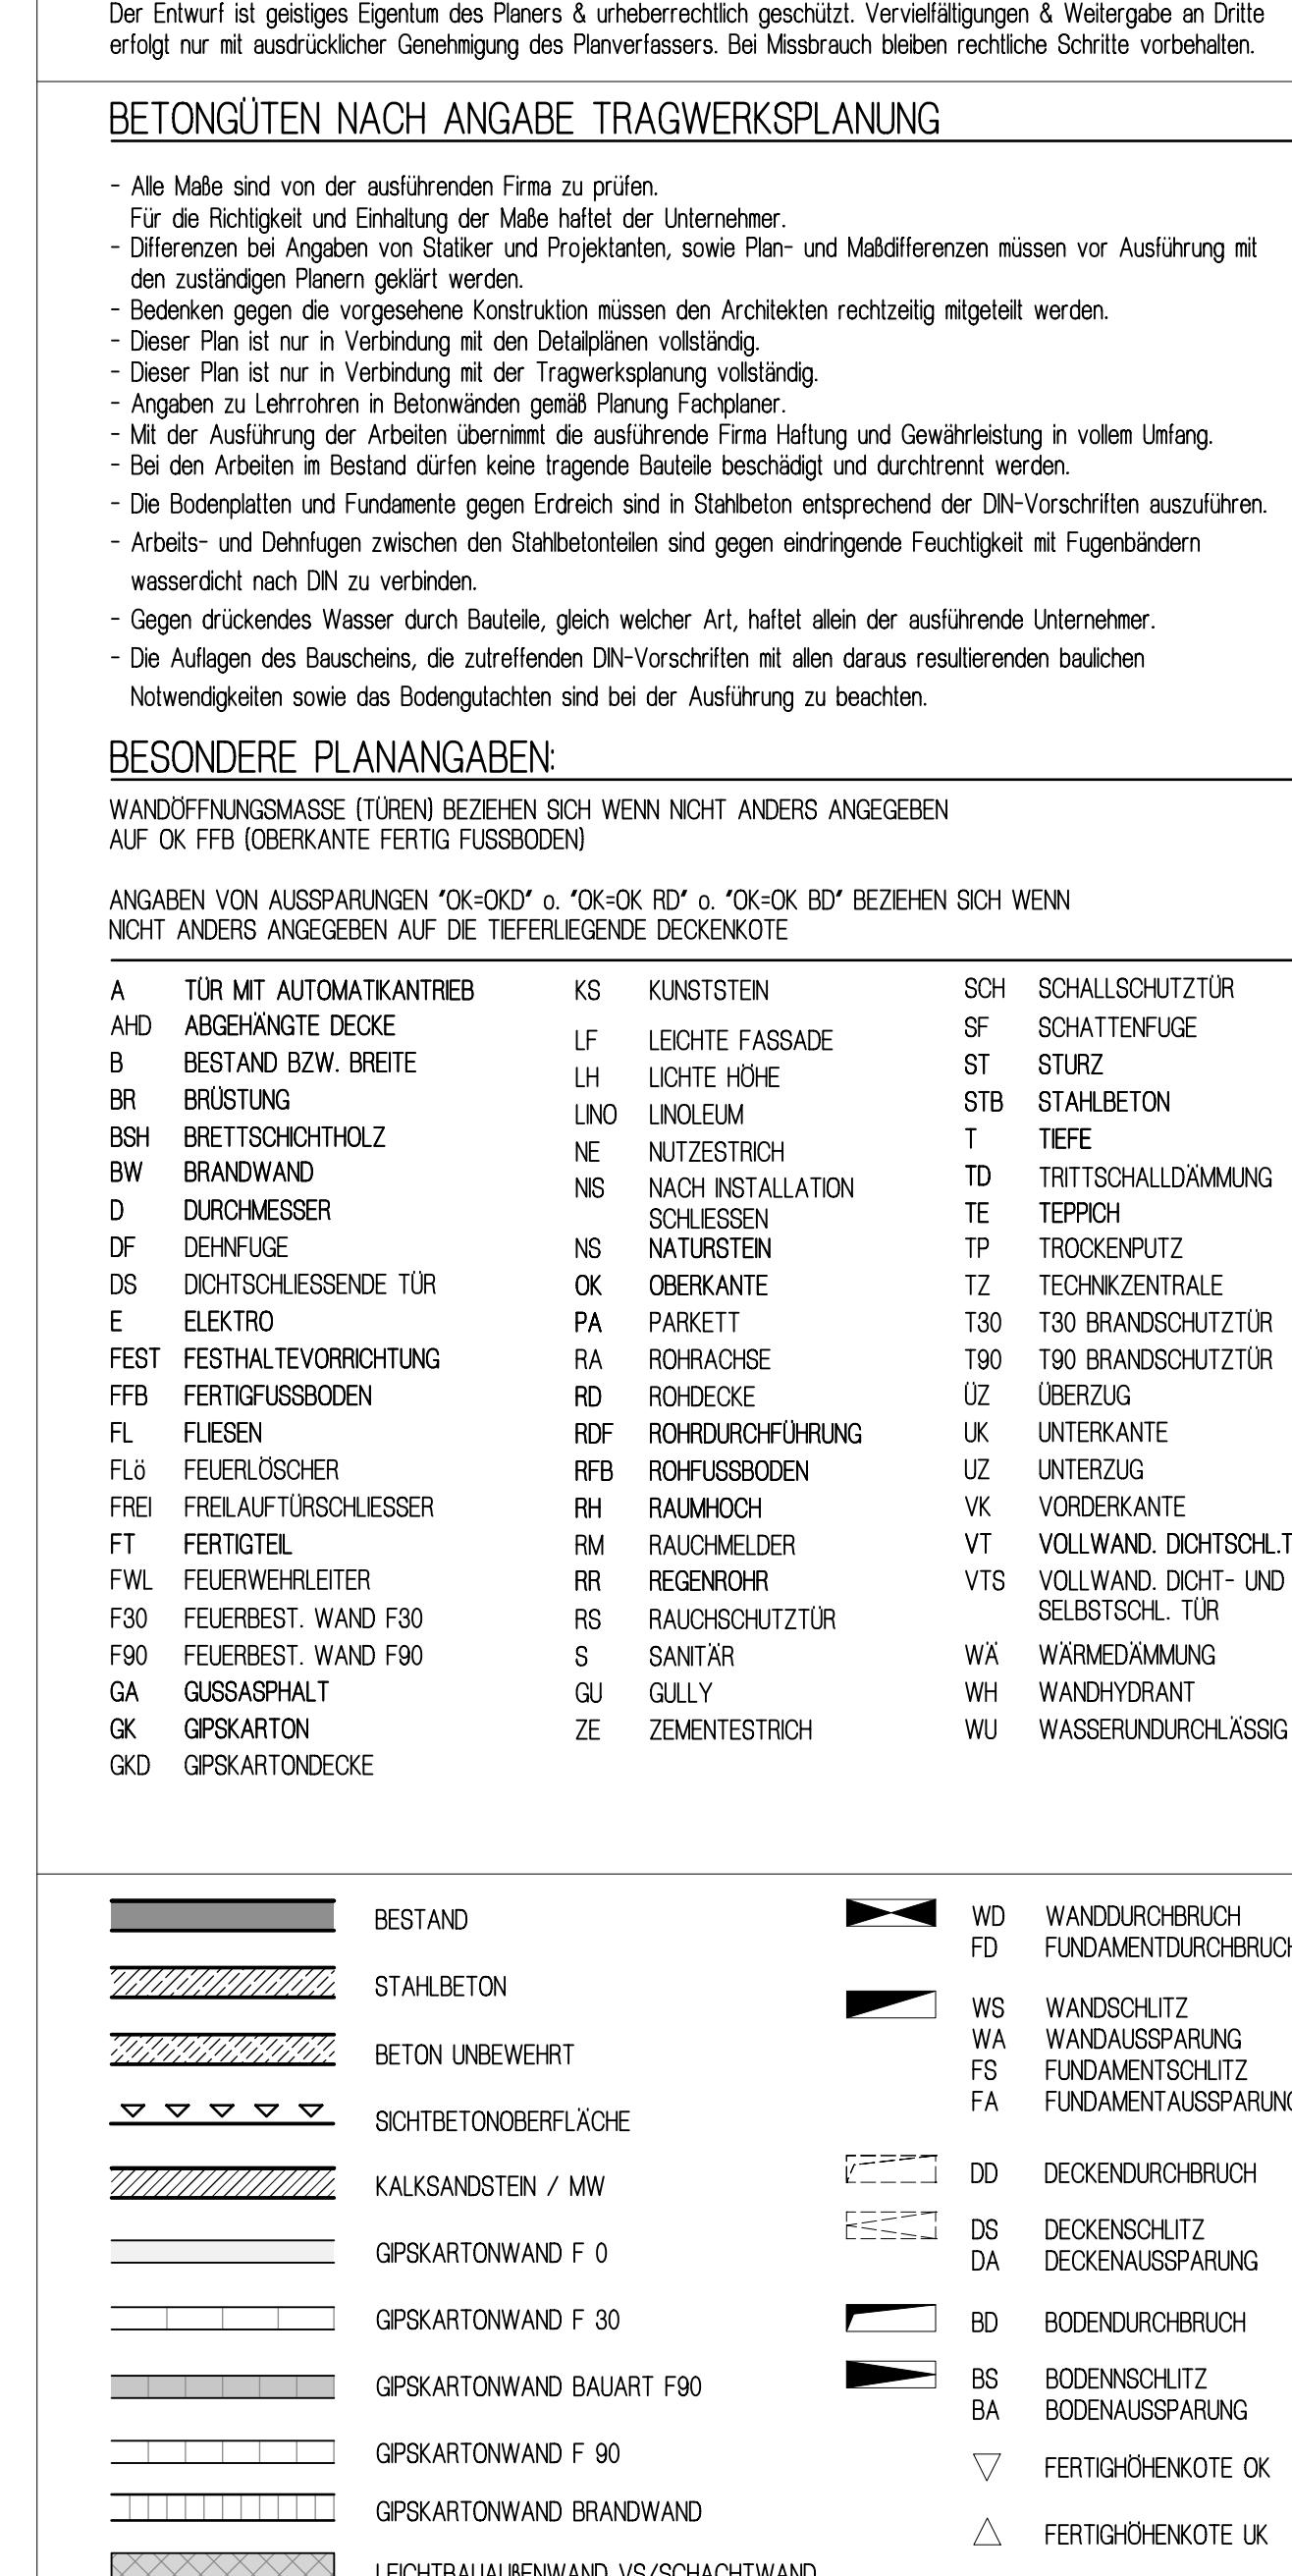 Der Entwurf ist geistiges Eigentum des Planers & urheberrechtlich geschützt. Vervielfältigungen & Weitergabe an Dritte
erfolgt nur mit ausdrücklicher Genehmigung des Planverfassers. Bei Missbrauch bleiben rechtliche Schritte vorbehalten.
BETONGÜTEN NACH ANGABE TRAGWERKSPLANUNG
- Alle Maße sind von der ausführenden Firma zu prüfen.
Für die Richtigkeit und Einhaltung der Maße haftet der Unternehmer.
- Differenzen bei Angaben von Statiker und Projektanten, sowie Plan- und Maßdifferenzen müssen vor Ausführung mit
den zuständigen Planern geklärt werden.
- Bedenken gegen die vorgesehene Konstruktion müssen den Architekten rechtzeitig mitgeteilt werden.
- Dieser Plan ist nur in Verbindung mit den Detailplänen vollständig.
- Dieser Plan ist nur in Verbindung mit der Tragwerksplanung vollständig.
- Angaben zu Lehrrohren in Betonwänden gemäß Planung Fachplaner.
- Mit der Ausführung der Arbeiten übernimmt die ausführende Firma Haftung und Gewährleistung in vollem Umfang.
- Bei den Arbeiten im Bestand dürfen keine tragende Bauteile beschädigt und durchtrennt werden.
- Die Bodenplatten und Fundamente gegen Erdreich sind in Stahlbeton entsprechend der DIN-Vorschriften auszuführen.
- Arbeits- und Dehnfugen zwischen den Stahlbetonteilen sind gegen eindringende Feuchtigkeit mit Fugenbändern
wasserdicht nach DIN zu verbinden.
- Gegen drückendes Wasser durch Bauteile, gleich welcher Art, haftet allein der ausführende Unternehmer.
- Die Auflagen des Bauscheins, die zutreffenden DIN-Vorschriften mit allen daraus resultierenden baulichen
Notwendigkeiten sowie das Bodengutachten sind bei der Ausführung zu beachten.
BESONDERE PLANANGABEN:
WANDÖFFNUNGSMASSE (TÜREN) BEZIEHEN SICH WENN NICHT ANDERS ANGEGEBEN
AUF OK FFB (OBERKANTE FERTIG FUSSBODEN)
ANGABEN VON AUSSPARUNGEN "OK=OKD" o. "OK=OK RD" o. "OK=OK BD" BEZIEHEN SICH WENN
NICHT ANDERS ANGEGEBEN AUF DIE TIEFERLIEGENDE DECKENKOTE
A TÜR MIT AUTOMATIKANTRIEB
AHD ABGEHÄNGTE DECKE
B BESTAND BZW. BREITE
BR BRÜSTUNG
BSH BRETTSCHICHTHOLZ
BW BRANDWAND
D DURCHMESSER
DF DEHNFUGE
DS DICHTSCHLIESSENDE TÜR
E ELEKTRO
FEST FESTHALTEVORRICHTUNG
FFB FERTIGFUSSBODEN
FL FLIESEN
FLö FEUERLÖSCHER
FREI FREILAUFTÜRSCHLIESSER
FT FERTIGTEIL
FWL FEUERWEHRLEITER
F30 FEUERBEST. WAND F30
F90 FEUERBEST. WAND F90
GA GUSSASPHALT
GK GIPSKARTON
GKD GIPSKARTONDECKE
KS KUNSTSTEIN
LF LEICHTE FASSADE
LH LICHTE HÖHE
LINO LINOLEUM
NE NUTZESTRICH
NIS NACH INSTALLATION
SCHLIESSEN
NS NATURSTEIN
OK OBERKANTE
PA PARKETT
RA ROHRACHSE
RD ROHDECKE
RDF ROHRDURCHFÜHRUNG
RFB ROHFUSSBODEN
RH RAUMHOCH
RM RAUCHMELDER
RR REGENROHR
RS RAUCHSCHUTZTÜR
S SANITÄR
GU GULLY
ZE ZEMENTESTRICH
SCH SCHALLSCHUTZTÜR
SF SCHATTENFUGE
ST STURZ
STB STAHLBETON
T TIEFE
TD TRITTSCHALLDÄMMUNG
TE TEPPICH
TP TROCKENPUTZ
TZ TECHNIKZENTRALE
T30 T30 BRANDSCHUTZTÜR
T90 T90 BRANDSCHUTZTÜR
ÜZ ÜBERZUG
UK UNTERKANTE
UZ UNTERZUG
VK VORDERKANTE
VT VOLLWAND. DICHTSCHL.T
VTS VOLLWAND. DICHT- UND
SELBSTSCHL. TÜR
WÄ WÄRMEDÄMMUNG
WH WANDHYDRANT
WU WASSERUNDURCHLÄSSIG
BESTAND
STAHLBETON
BETON UNBEWEHRT
SICHTBETONOBERFLÄCHE
KALKSANDSTEIN / MW
GIPSKARTONWAND F 0
GIPSKARTONWAND F 30
GIPSKARTONWAND BAUART F90
GIPSKARTONWAND F 90
GIPSKARTONWAND BRANDWAND
LEICHTBAUAUßENWAND VS/SCHACHTWAND
WD WANDDURCHBRUCH
FD FUNDAMENTDURCHBRUCH
WS WANDSCHLITZ
WA WANDAUSSPARUNG
FS FUNDAMENTSCHLITZ
FA FUNDAMENTAUSSPARUNG
DD DECKENDURCHBRUCH
DS DECKENSCHLITZ
DA DECKENAUSSPARUNG
BD BODENDURCHBRUCH
BS BODENNSCHLITZ
BA BODENAUSSPARUNG
FERTIGHÖHENKOTE OK
FERTIGHÖHENKOTE UK